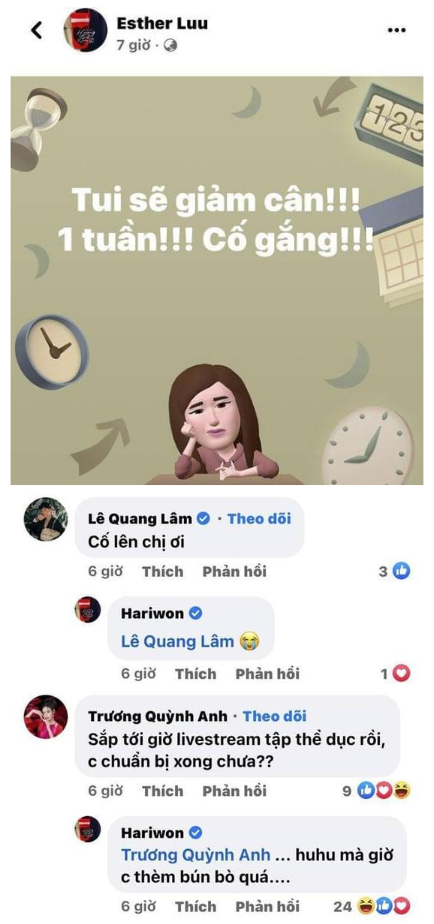 Esther Luu
7 giờ ·
123
Tui sẽ giảm cân!!!
1 tuần!!! Cố gắng!!!
Lê Quang Lâm · Theo dõi
Cố lên chị ơi
6 giờ Thích Phản hồi 3
Hariwon
Lê Quang Lâm 😭
6 giờ Thích Phản hồi 1
Trương Quỳnh Anh · Theo dõi
Sắp tới giờ livestream tập thể dục rồi,
c chuẩn bị xong chưa??
6 giờ Thích Phản hồi 9
Hariwon
Trương Quỳnh Anh ... huhu mà giờ
c thèm bún bò quá....
6 giờ Thích Phản hồi 24